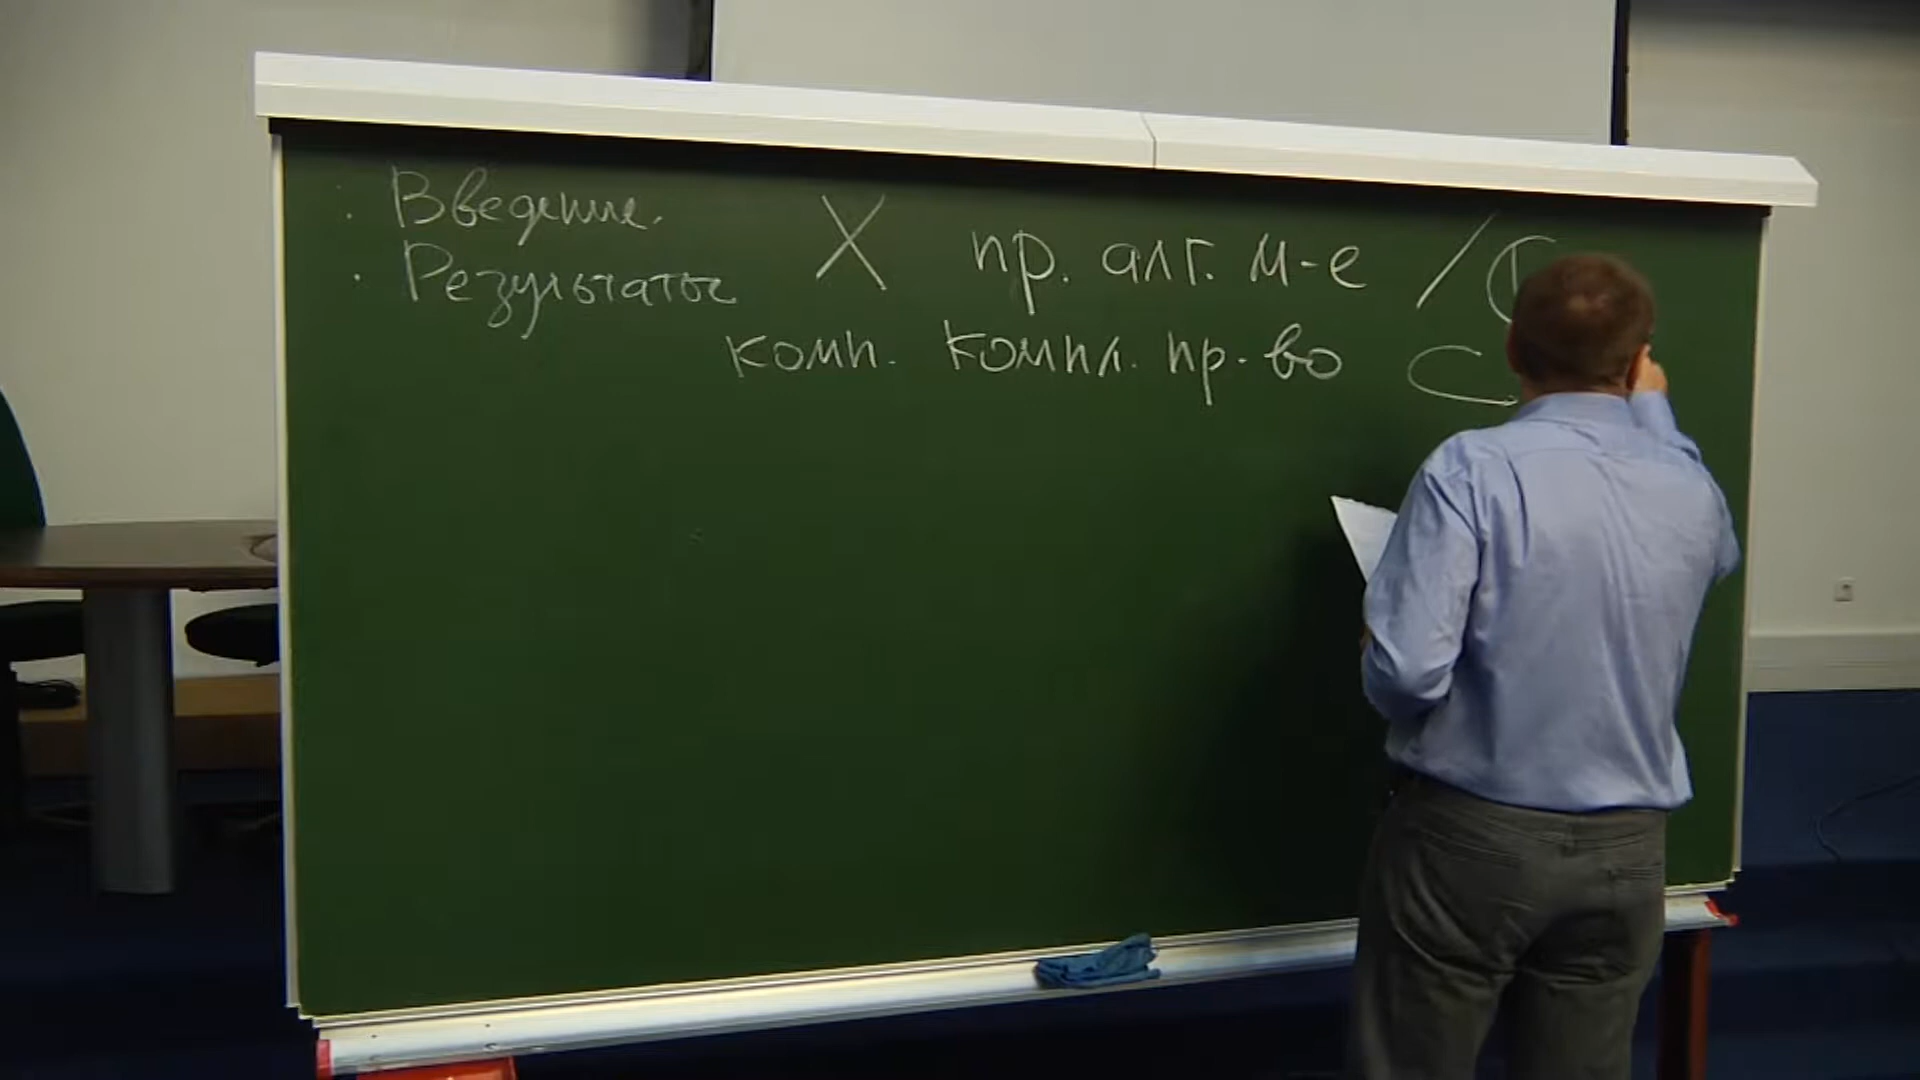 · Введение.
· Результаты
X пр. алг. м-е / ℂ
комп. компл. пр-во ⊂